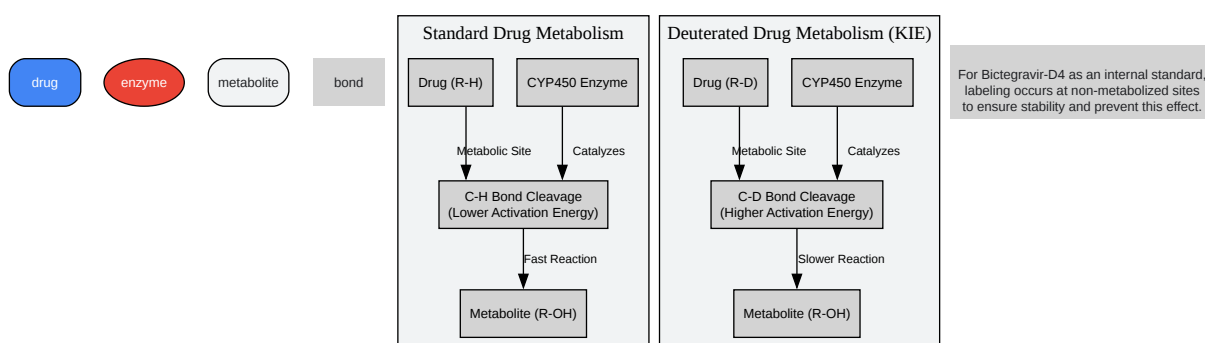 drug
enzyme
metabolite
bond
Standard Drug Metabolism
Drug (R-H)
CYP450 Enzyme
Metabolic Site
Catalyzes
C-H Bond Cleavage
(Lower Activation Energy)
Fast Reaction
Metabolite (R-OH)
Deuterated Drug Metabolism (KIE)
Drug (R-D)
CYP450 Enzyme
Metabolic Site
Catalyzes
C-D Bond Cleavage
(Higher Activation Energy)
Slower Reaction
Metabolite (R-OH)
For Bictegravir-D4 as an internal standard,
labeling occurs at non-metabolized sites
to ensure stability and prevent this effect.